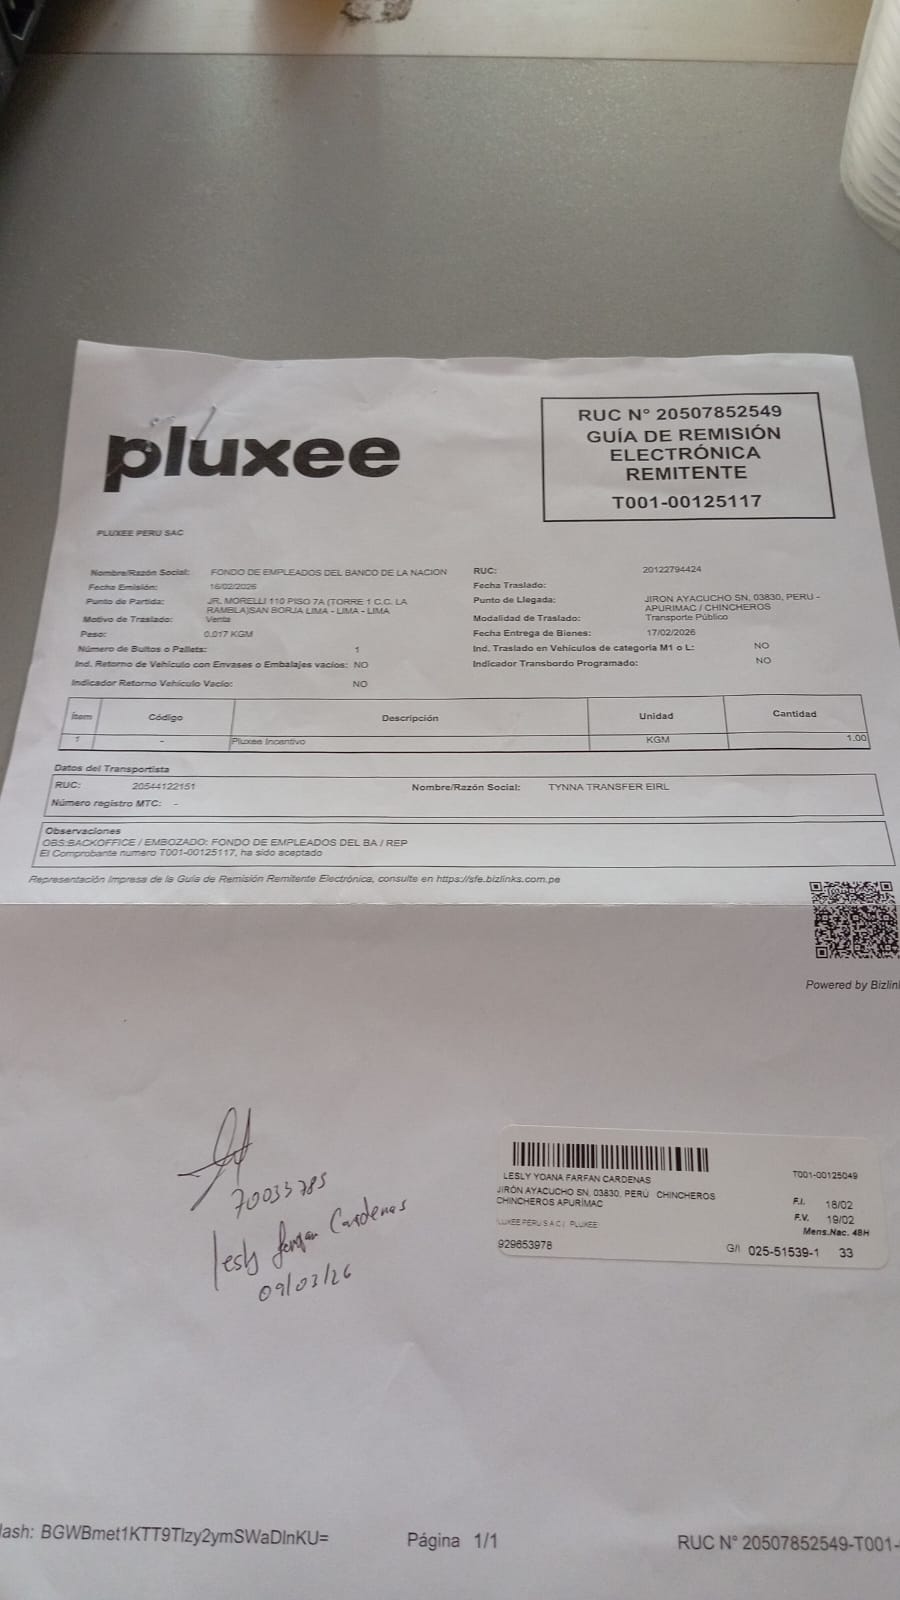 pluxee
RUC N° 20507852549
GUÍA DE REMISIÓN
ELECTRÓNICA
REMITENTE
T001-00125117
PLUXEE PERU SAC
Nombre/Razón Social: FONDO DE EMPLEADOS DEL BANCO DE LA NACION
RUC: 20122794424
Fecha Emisión: 16/02/2026
Fecha Traslado:
Punto de Partida: JR. MORELLI 110 PISO 7A (TORRE 1 C.C. LA
RAMBLA)SAN BORJA LIMA - LIMA - LIMA
Punto de Llegada: JIRON AYACUCHO SN, 03830, PERU -
APURIMAC / CHINCHEROS
Motivo de Traslado: Venta
Modalidad de Traslado: Transporte Público
Peso: 0.017 KGM
Fecha Entrega de Bienes: 17/02/2026
Número de Bultos o Pallets: 1
Ind. Traslado en Vehículos de categoría M1 o L: NO
Ind. Retorno de Vehículo con Envases o Embalajes vacíos: NO
Indicador Transbordo Programado: NO
Indicador Retorno Vehículo Vacío: NO
Ítem Código Descripción Unidad Cantidad
1 - Pluxee Incentivo KGM 1.00
Datos del Transportista
RUC: 20544122151 Nombre/Razón Social: TYNNA TRANSFER EIRL
Número registro MTC: -
Observaciones
OBS:BACKOFFICE / EMBOZADO: FONDO DE EMPLEADOS DEL BA / REP
El Comprobante numero T001-00125117, ha sido aceptado
Representación Impresa de la Guía de Remisión Remitente Electrónica, consulte en https://sfe.bizlinks.com.pe
Powered by Bizlin
70033785
Lesly Farfan Cardenas
09/03/26
LESLY YOANA FARFAN CARDENAS
T001-00125049
JIRÓN AYACUCHO SN, 03830, PERÚ CHINCHEROS
CHINCHEROS APURÍMAC
F.I. 18/02
F.V. 19/02
LUXEE PERU S.A.C / PLUXEE
Mens.Nac. 48H
929653978
G/I 025-51539-1 33
lash: BGWBmet1KTT9TIzy2ymSWaDlnKU=
Página 1/1
RUC N° 20507852549-T001-